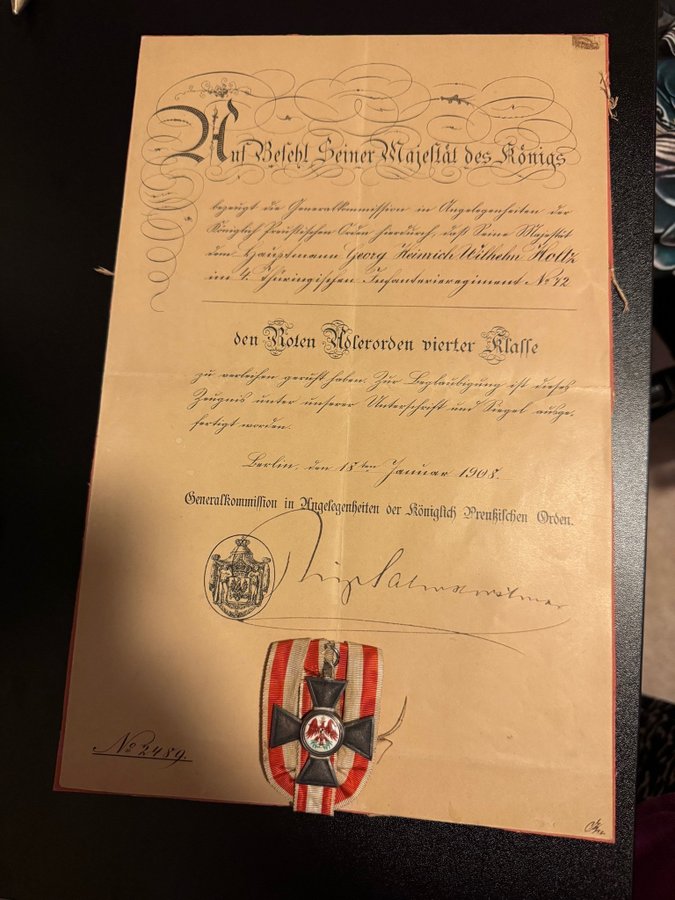 Auf Befehl Seiner Majestät des Königs
bezeugt die Generalkommission in Angelegenheiten der
Königlich Preußischen Orden hierdurch, daß Seine Majestät
dem Hauptmann Georg Heinrich Wilhelm Holtz
im 4. Thüringischen Infanterieregiment No 72
den Roten Adlerorden vierter Klasse
zu verleihen geruht haben. Zur Beglaubigung ist dieses
Zeugnis unter unserer Unterschrift und Siegel ausge-
fertigt worden.
Berlin, den 18ten Januar 1908.
Generalkommission in Angelegenheiten der Königlich Preußischen Orden.
No 2489.